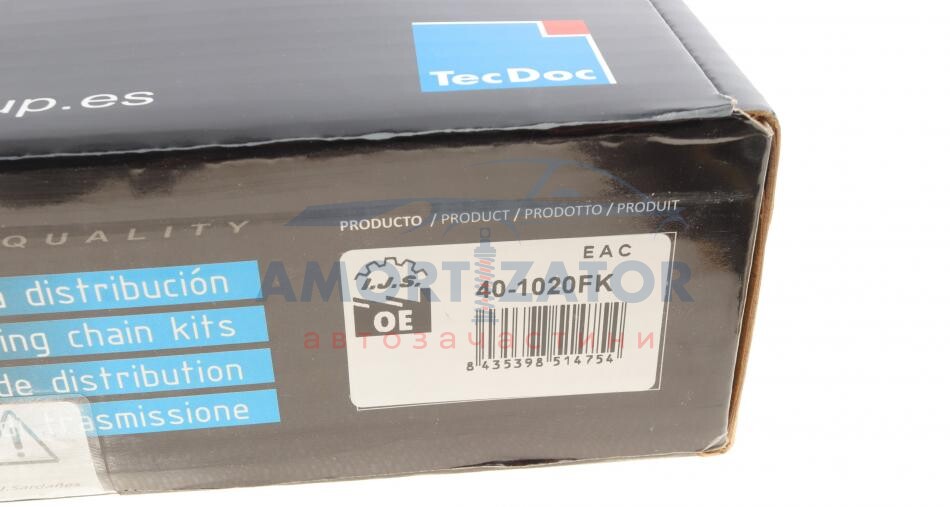 TecDoc
up.es
QUALITY
PRODUCTO / PRODUCT / PRODOTTO / PRODUIT
EAC
I.J.S.
40-1020FK
OE
8 435398 514754
AMORTIZATOR
автозапчастини
a distribución
ing chain kits
de distribution
trasmissione
J.Sardañes